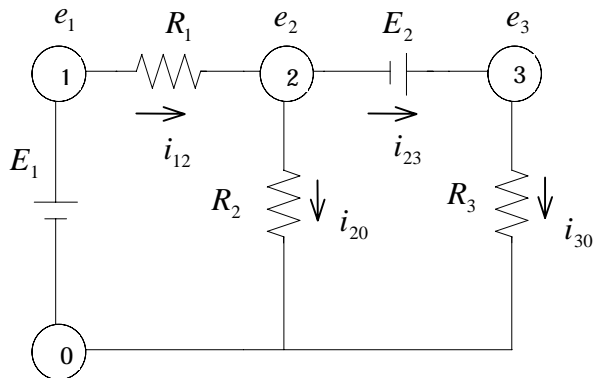 e₁ R₁ e₂ E₂ e₃
1 2 3
i₁₂ i₂₃
E₁
R₂ i₂₀ R₃ i₃₀
0